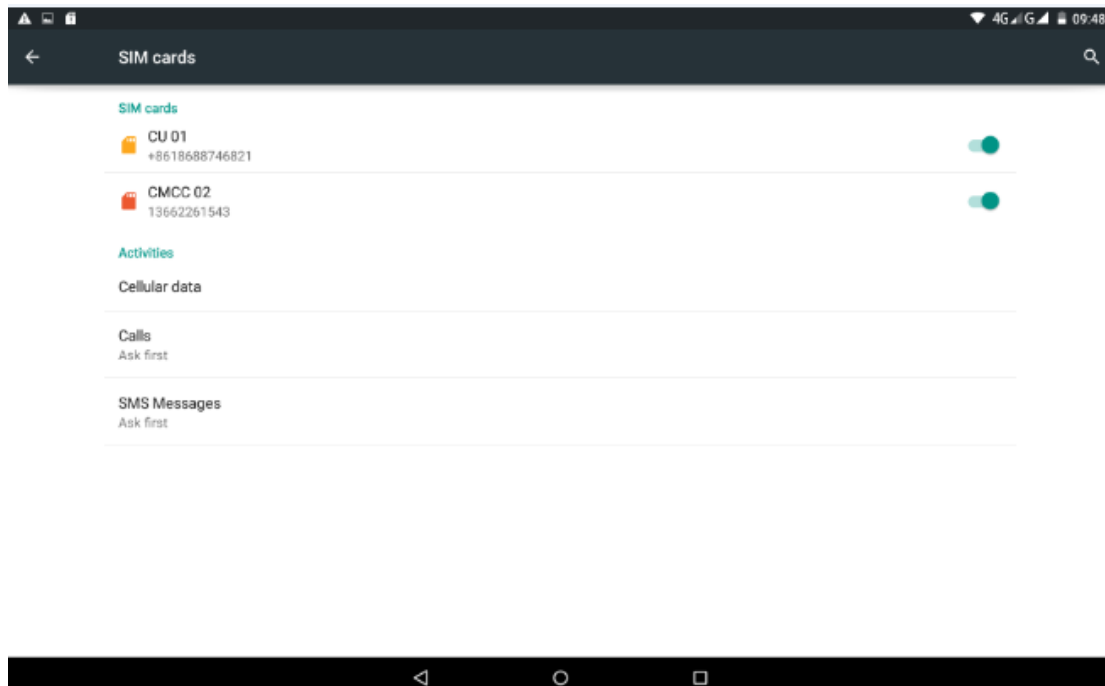 4G G 09:48
SIM cards
SIM cards
CU 01
+8618688746821
CMCC 02
13662261543
Activities
Cellular data
Calls
Ask first
SMS Messages
Ask first